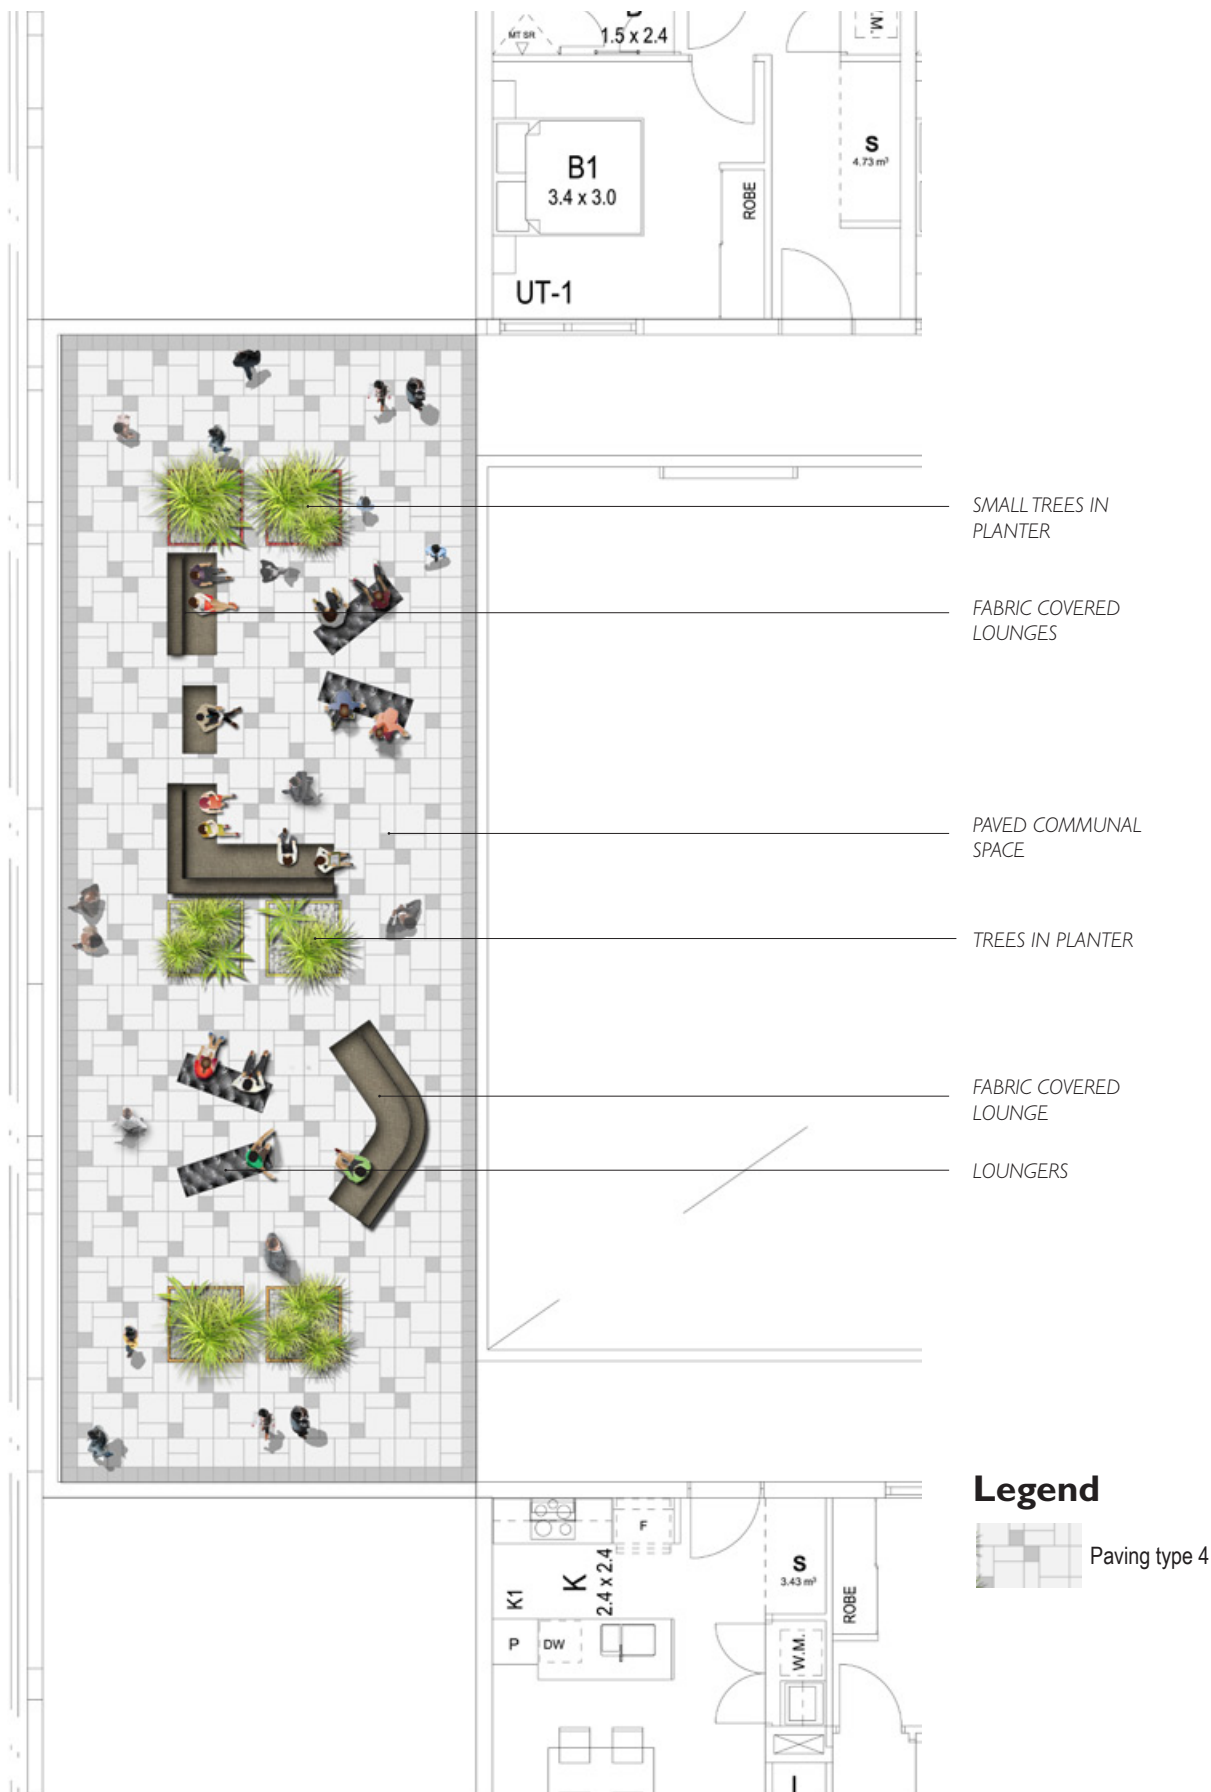 MT SR
1.5 x 2.4
W.M.
B1
3.4 x 3.0
ROBE
S
4.73 m³
UT-1
SMALL TREES IN
PLANTER
FABRIC COVERED
LOUNGES
PAVED COMMUNAL
SPACE
TREES IN PLANTER
FABRIC COVERED
LOUNGE
LOUNGERS
Legend
Paving type 4
F
K1
K
2.4 x 2.4
S
3.43 m³
ROBE
P
DW
W.M.